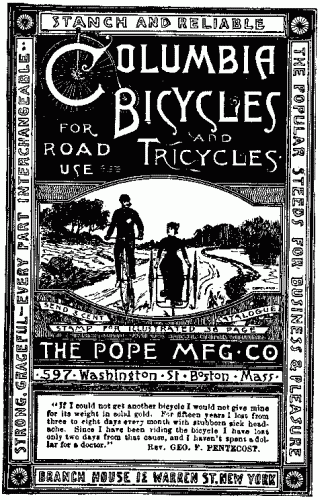 STANCH AND RELIABLE
COLUMBIA
BICYCLES
FOR ROAD USE
AND
TRICYCLES.
STRONG, GRACEFUL—EVERY PART INTERCHANGEABLE.
THE POPULAR STEEDS FOR BUSINESS & PLEASURE
SEND CENT CATALOGUE
STAMP FOR ILLUSTRATED 36 PAGE
THE POPE MFG. CO
.597. Washington. St. Boston. Mass.
"If I could not get another bicycle I would not give mine
for its weight in solid gold. For fifteen years I lost from
three to eight days every month with stubborn sick head-
ache. Since I have been riding the bicycle I have lost
only two days from that cause, and I haven't spent a dol-
lar for a doctor." REV. GEO. F. PENTECOST.
BRANCH HOUSE 12 WARREN ST. NEW YORK